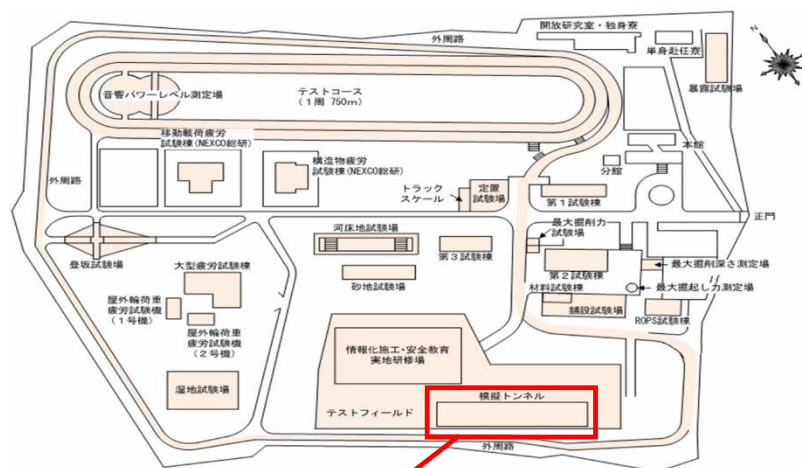 開放研究室・独身寮
外周路
単身赴任寮
N
暴露試験場
音響パワーレベル測定場
テストコース
(1周 750m)
移動載荷疲労
試験棟(NEXCO総研)
構造物疲労
試験棟(NEXCO総研)
本館
分館
外周路
トラック
スケール
定置
試験場
第1試験棟
正門
河床地試験場
最大掘削力
試験場
登坂試験場
第3試験棟
大型疲労試験棟
第2試験棟
最大掘削深さ測定場
砂地試験場
材料試験棟
最大掘起し力測定場
屋外輪荷重
疲労試験機
(1号機)
舗設試験場
ROPS試験棟
屋外輪荷重
疲労試験機
(2号機)
情報化施工・安全教育
実地研修場
湿地試験場
模擬トンネル
テストフィールド
外周路